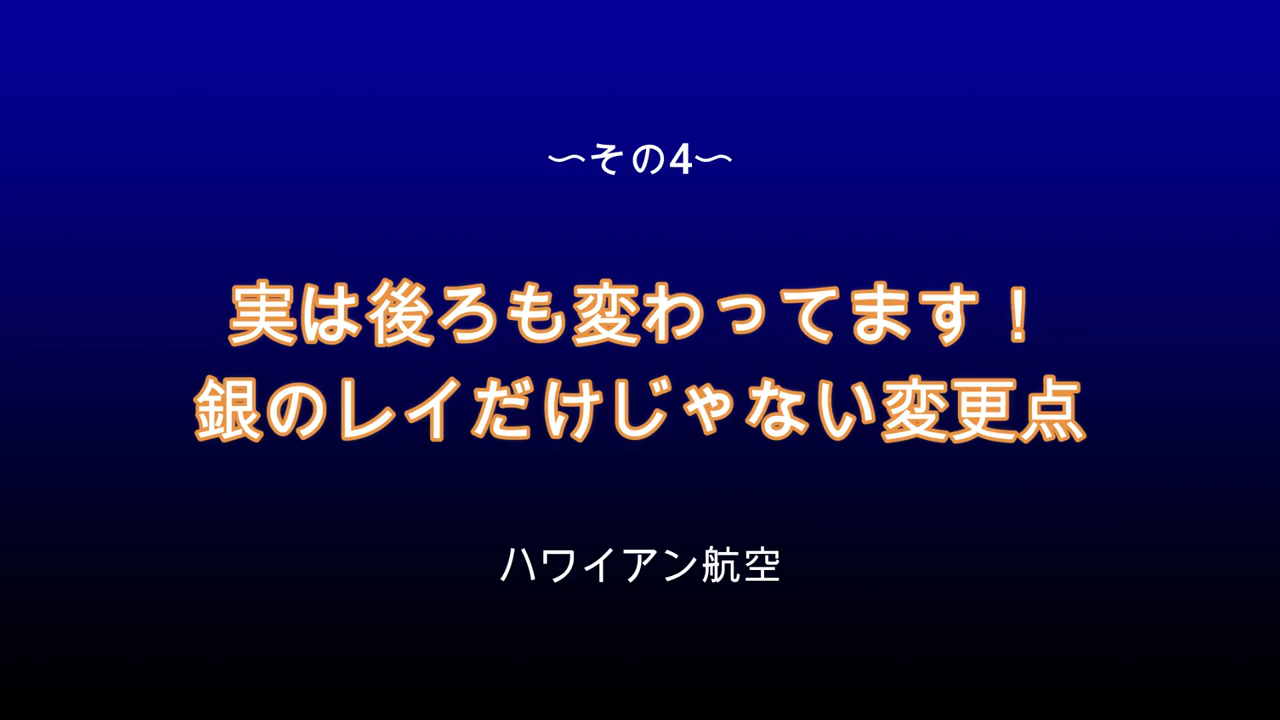 〜その4〜
実は後ろも変わってます！
銀のレイだけじゃない変更点
ハワイアン航空